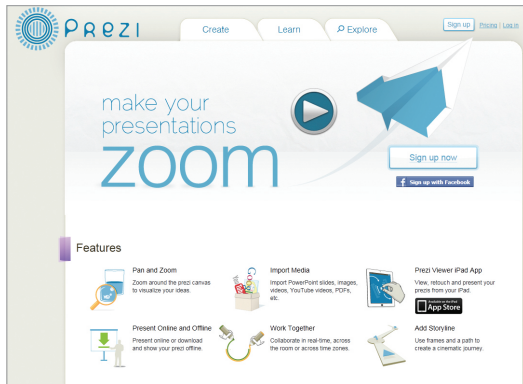 PREZI
Create
Learn
Explore
Sign up
Pricing | Log in
make your
presentations
zoom
Sign up now
f Sign up with Facebook
Features
Pan and Zoom
Zoom around the prezi canvas
to visualize your ideas.
Import Media
Import PowerPoint slides, images,
videos, YouTube videos, PDFs,
etc.
Prezi Viewer iPad App
View, retouch and present your
prezis from your iPad.
Available on the iPad
App Store
Present Online and Offline
Present online or download
and show your prezi offline.
Work Together
Collaborate in real-time, across
the room or across time zones.
Add Storyline
Use frames and a path to
create a cinematic journey.